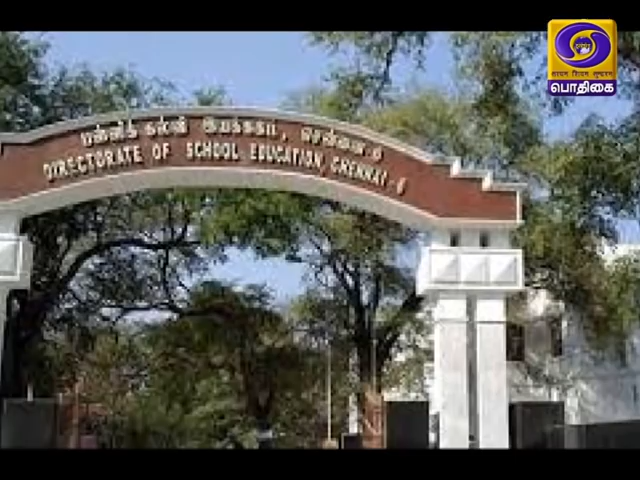 பள்ளிக் கல்வி இயக்ககம், சென்னை-6
DIRECTORATE OF SCHOOL EDUCATION, CHENNAI-6
பொதிகை